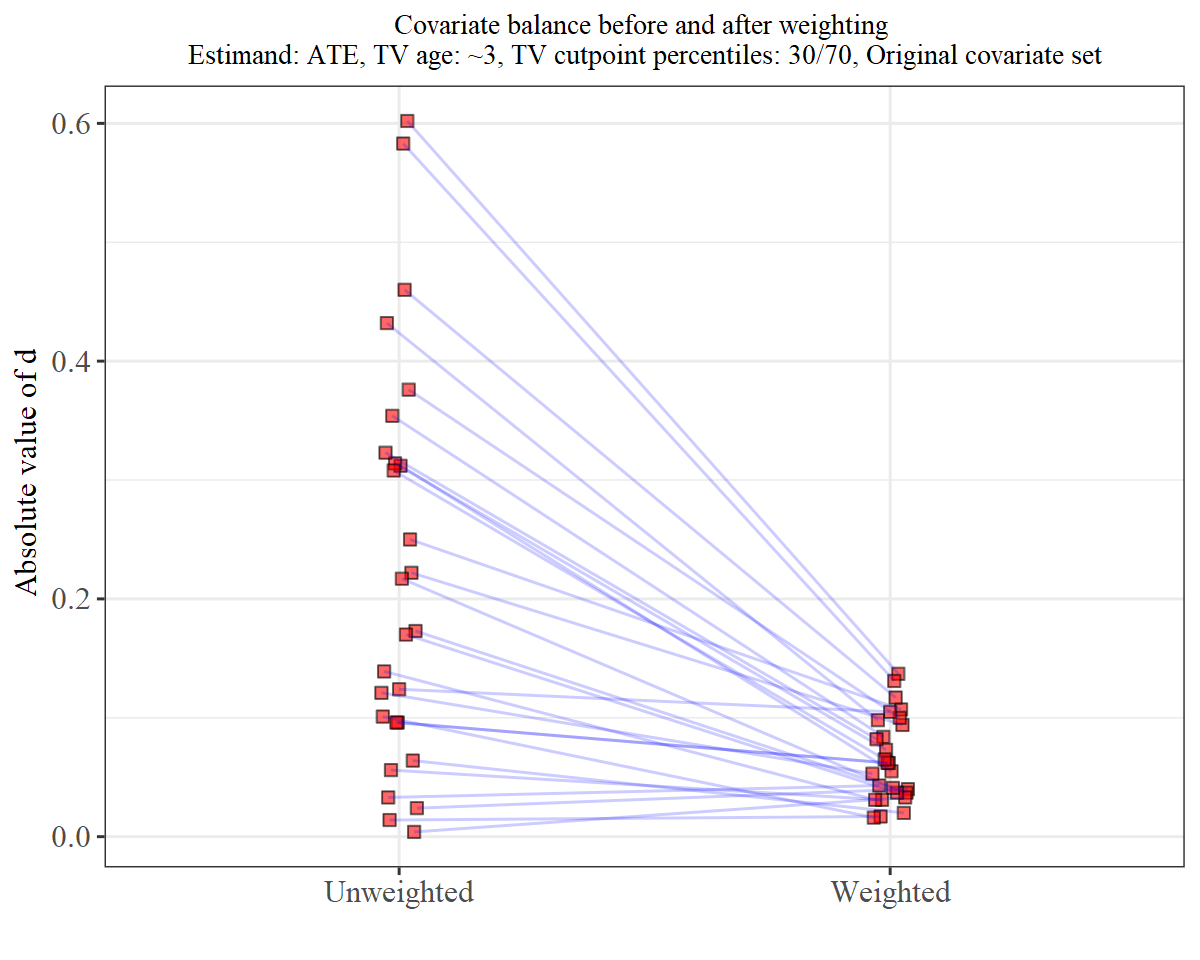 Covariate balance before and after weighting
Estimand: ATE, TV age: ~3, TV cutpoint percentiles: 30/70, Original covariate set
Absolute value of d
0.6
0.4
0.2
0.0
Unweighted
Weighted